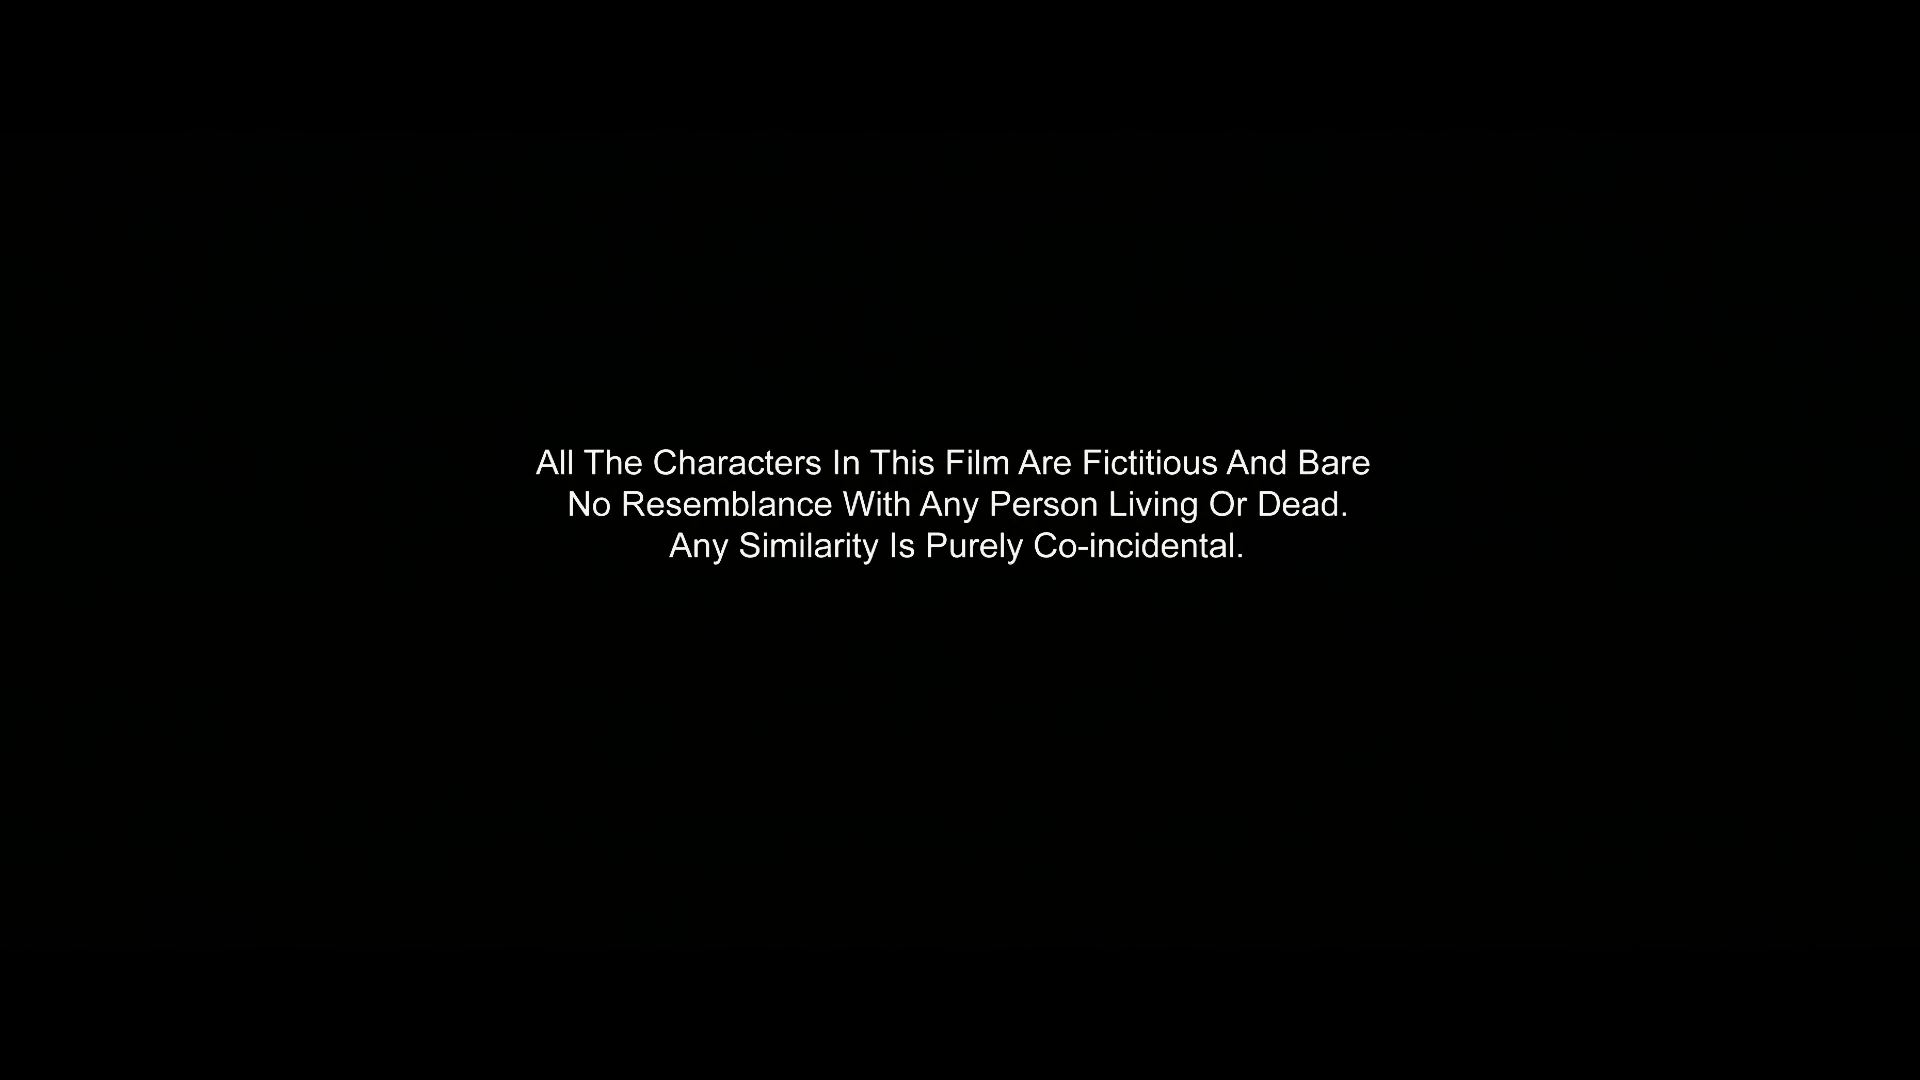 All The Characters In This Film Are Fictitious And Bare
No Resemblance With Any Person Living Or Dead.
Any Similarity Is Purely Co-incidental.